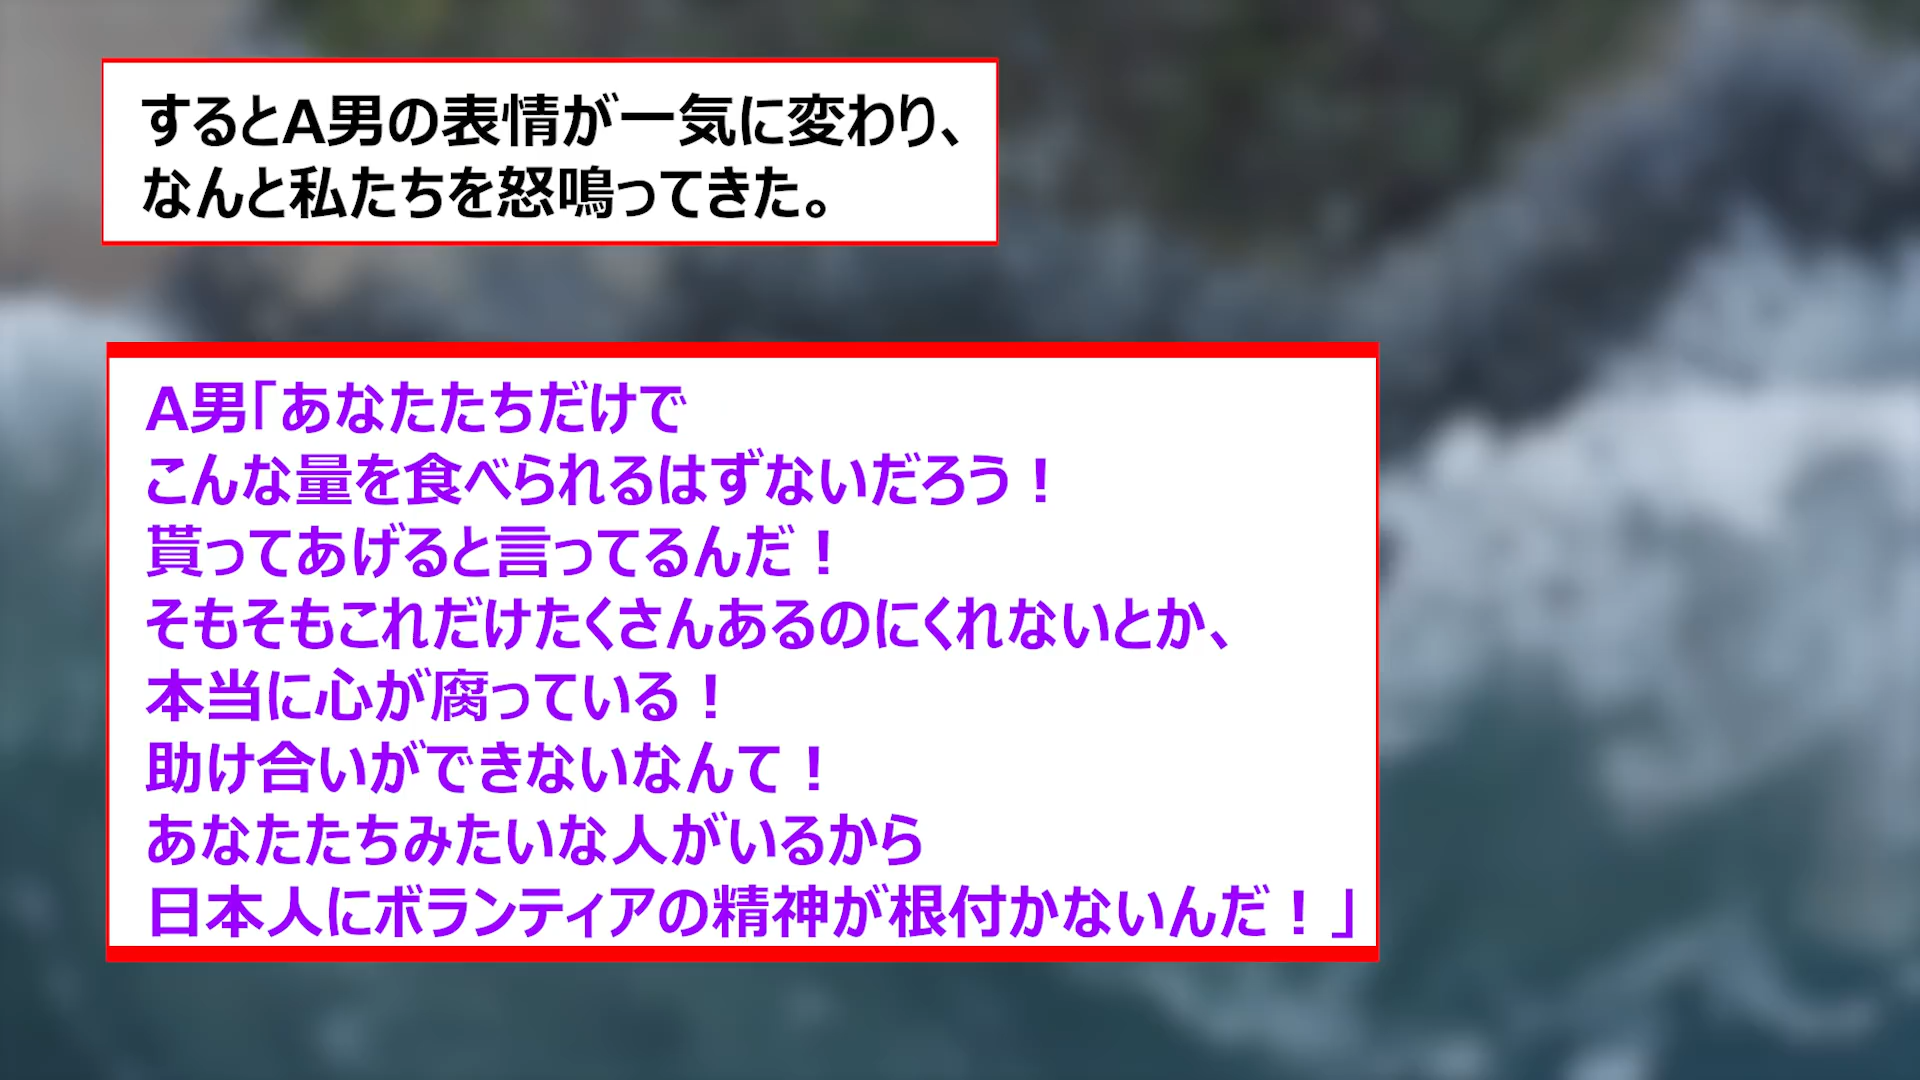 するとA男の表情が一気に変わり、
なんと私たちを怒鳴ってきた。
A男「あなたたちだけで
こんな量を食べられるはずないだろう！
貰ってあげると言ってるんだ！
そもそもこれだけたくさんあるのにくれないとか、
本当に心が腐っている！
助け合いができないなんて！
あなたたちみたいな人がいるから
日本人にボランティアの精神が根付かないんだ！」